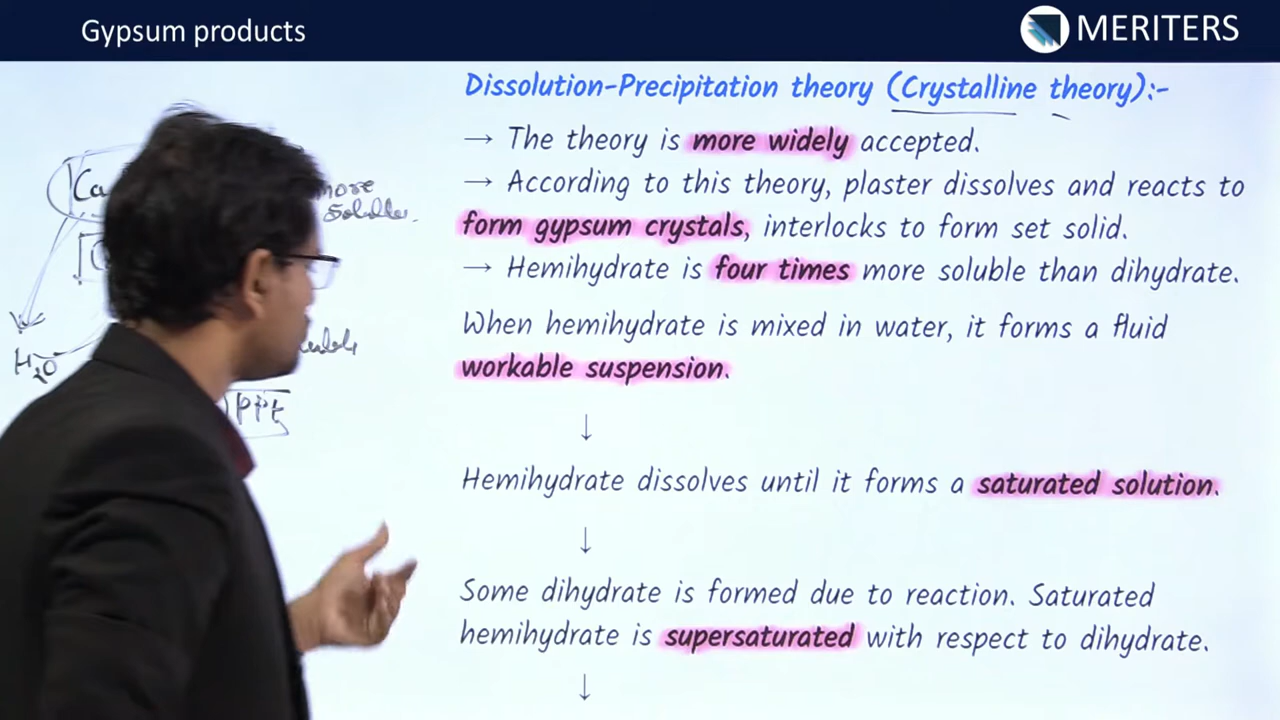 Gypsum products
MERITERS
Dissolution-Precipitation theory (Crystalline theory):-
→ The theory is more widely accepted.
→ According to this theory, plaster dissolves and reacts to
form gypsum crystals, interlocks to form set solid.
→ Hemihydrate is four times more soluble than dihydrate.
When hemihydrate is mixed in water, it forms a fluid
workable suspension.
↓
Hemihydrate dissolves until it forms a saturated solution.
↓
Some dihydrate is formed due to reaction. Saturated
hemihydrate is supersaturated with respect to dihydrate.
↓
more
H₂O
PPt